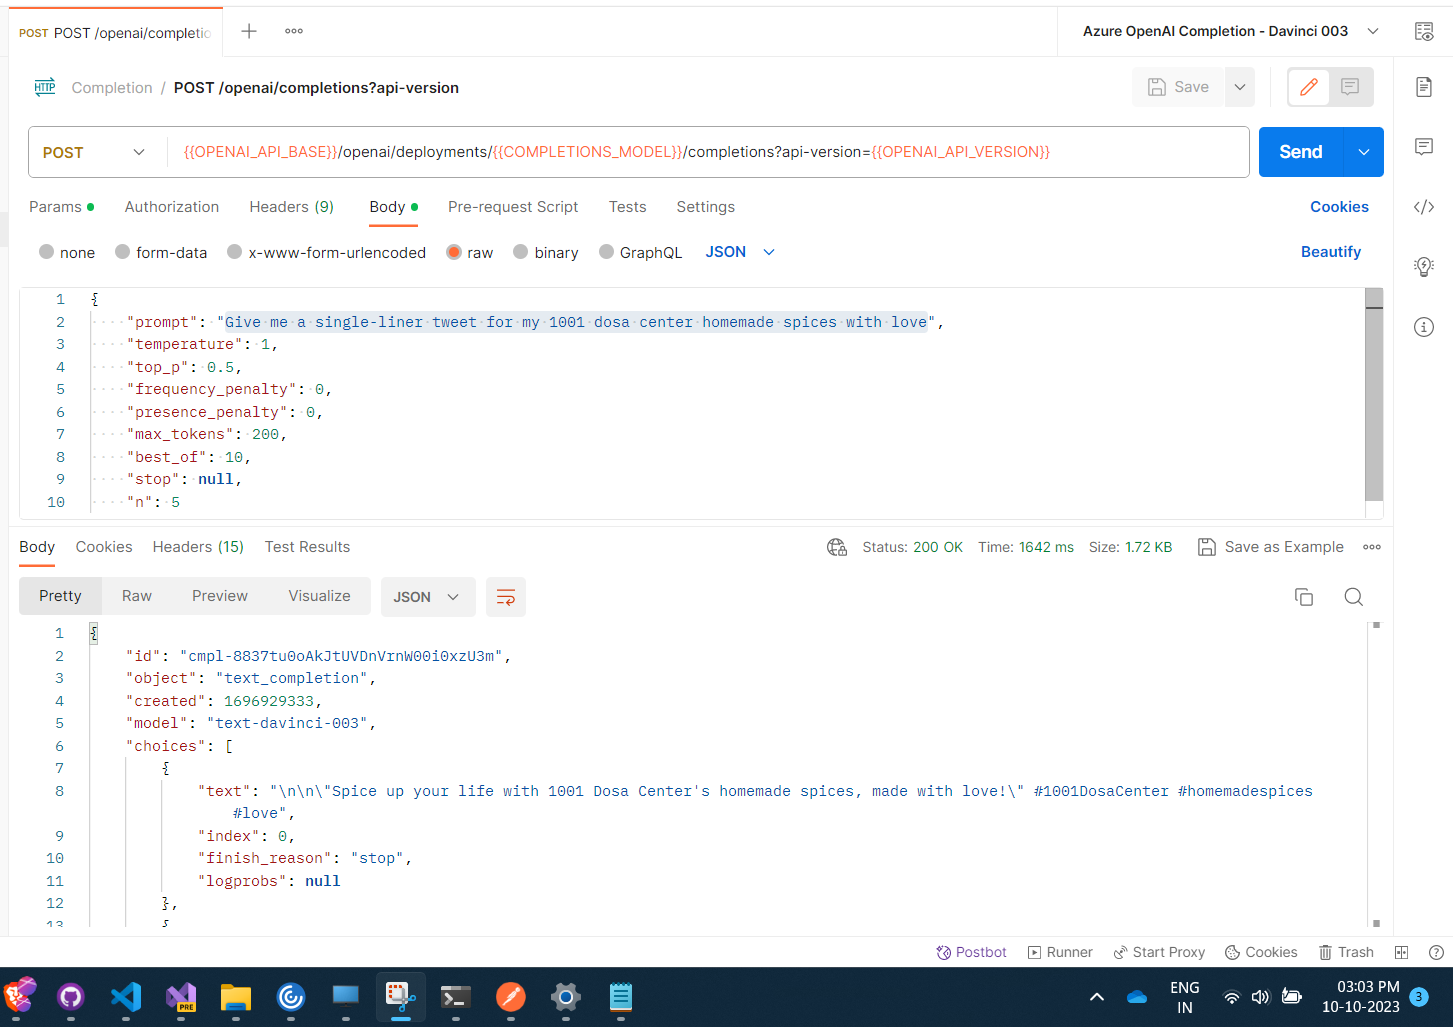 POST POST /openai/completio
Azure OpenAI Completion - Davinci 003
HTTP Completion / POST /openai/completions?api-version
Save
POST {{OPENAI_API_BASE}}/openai/deployments/{{COMPLETIONS_MODEL}}/completions?api-version={{OPENAI_API_VERSION}}
Send
Params Authorization Headers (9) Body Pre-request Script Tests Settings Cookies
none form-data x-www-form-urlencoded raw binary GraphQL JSON Beautify
1 {
2 "prompt": "Give me a single-liner tweet for my 1001 dosa center homemade spices with love",
3 "temperature": 1,
4 "top_p": 0.5,
5 "frequency_penalty": 0,
6 "presence_penalty": 0,
7 "max_tokens": 200,
8 "best_of": 10,
9 "stop": null,
10 "n": 5
Body Cookies Headers (15) Test Results Status: 200 OK Time: 1642 ms Size: 1.72 KB Save as Example
Pretty Raw Preview Visualize JSON
1 {
2 "id": "cmpl-8837tu0oAkJtUVDnVrnW00i0xzU3m",
3 "object": "text_completion",
4 "created": 1696929333,
5 "model": "text-davinci-003",
6 "choices": [
7 {
8 "text": "\n\n\"Spice up your life with 1001 Dosa Center's homemade spices, made with love!\" #1001DosaCenter #homemadespices
#love",
9 "index": 0,
10 "finish_reason": "stop",
11 "logprobs": null
12 },
13 {
Postbot Runner Start Proxy Cookies Trash
PRE
ENG
IN
03:03 PM
10-10-2023
3